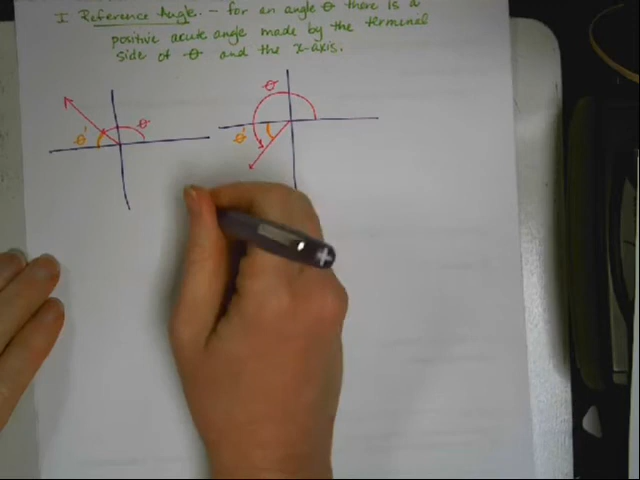 I Reference Angle. - for an angle θ there is a
positive acute angle made by the terminal
side of θ and the x-axis.
θ θ
θ' θ'